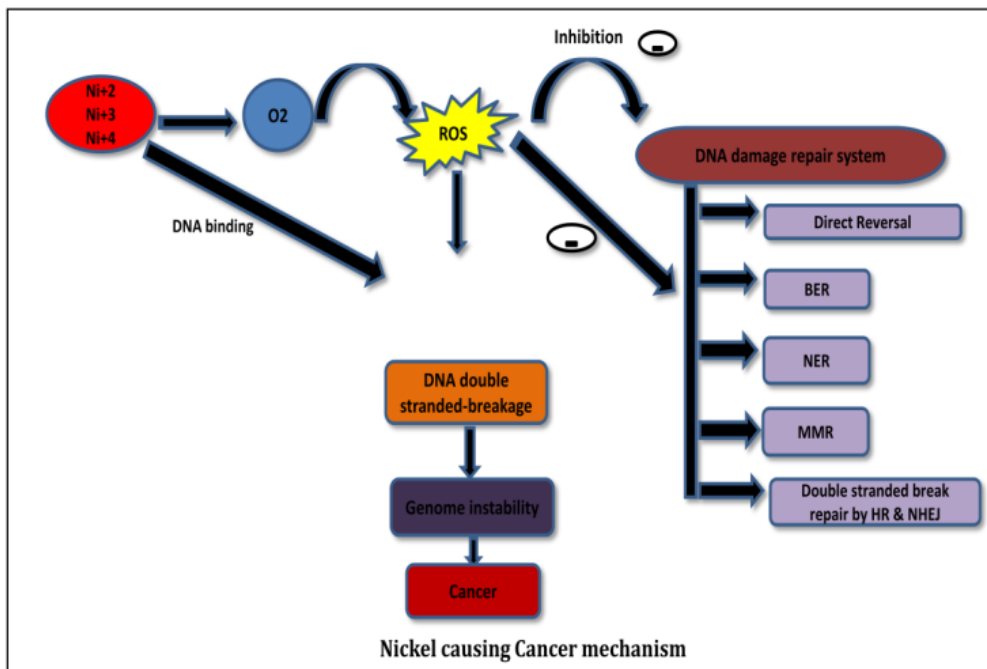 Inhibition
Ni+2
Ni+3
Ni+4
O2
ROS
DNA damage repair system
DNA binding
Direct Reversal
BER
NER
MMR
Double stranded break
repair by HR & NHEJ
DNA double
stranded-breakage
Genome instability
Cancer
Nickel causing Cancer mechanism